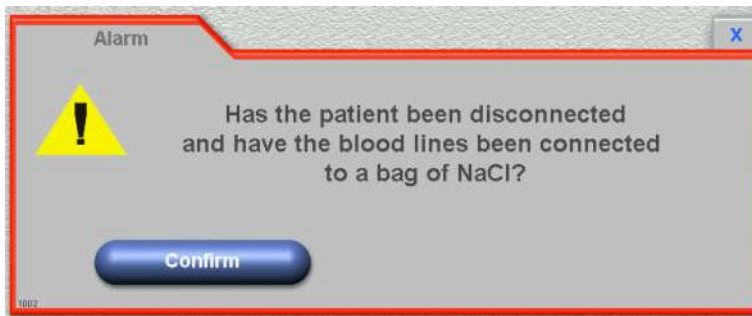 Alarm
X
!
Has the patient been disconnected
and have the blood lines been connected
to a bag of NaCl?
Confirm
1002